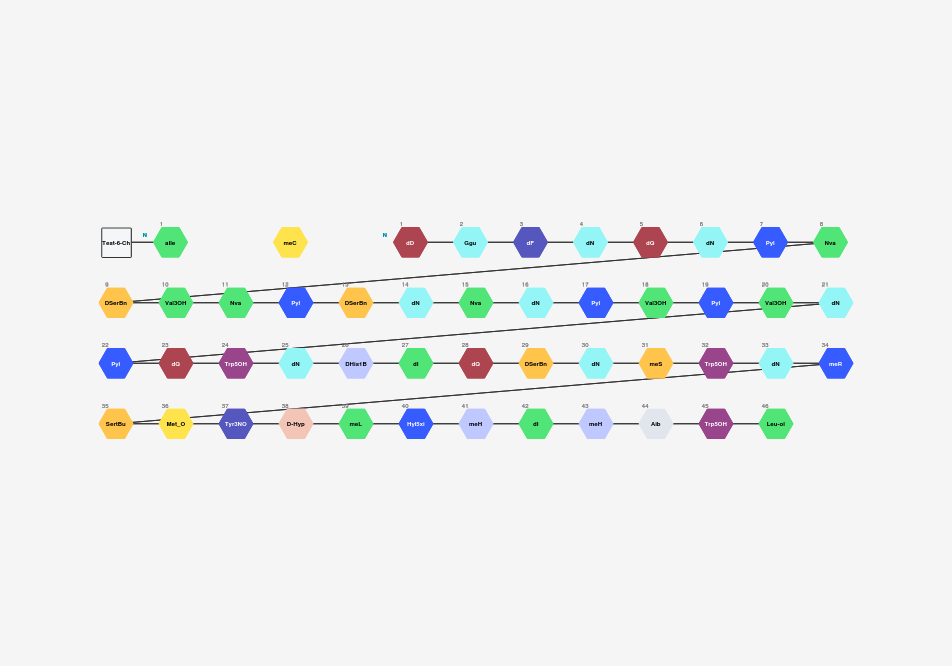 1 1 2 3 4 5 6 7 8
Test-6-Ch N aIle meC N dD Ggu dF dN dQ dN Pyl Nva
9 10 11 12 13 14 15 16 17 18 19 20 21
DSerBn Val3OH Nva Pyl DSerBn dN Nva dN Pyl Val3OH Pyl Val3OH dN
22 23 24 25 26 27 28 29 30 31 32 33 34
Pyl dQ Trp5OH dN DHist1B dI dQ DSerBn dN meS Trp5OH dN meR
35 36 37 38 39 40 41 42 43 44 45 46
SertBu Met_O Tyr3NO D-Hyp meL Hyl5xi meH dI meH Aib Trp5OH Leu-ol